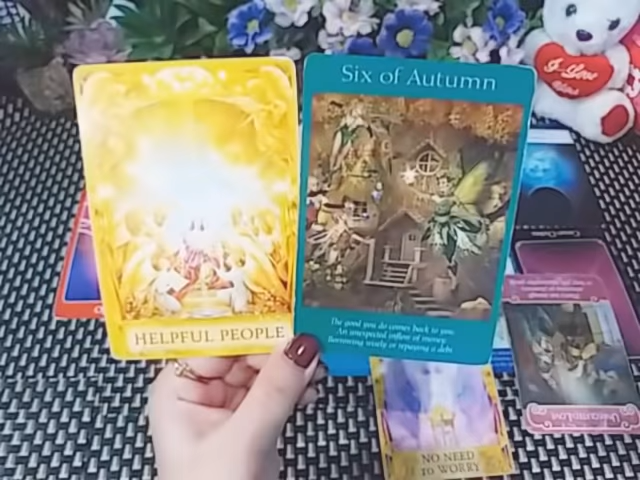 Six of Autumn
I Love
You
HELPFUL PEOPLE
The good you do comes back to you.
An unexpected inflow of money.
Borrowing wisely or repaying a debt.
NO NEED
TO WORRY